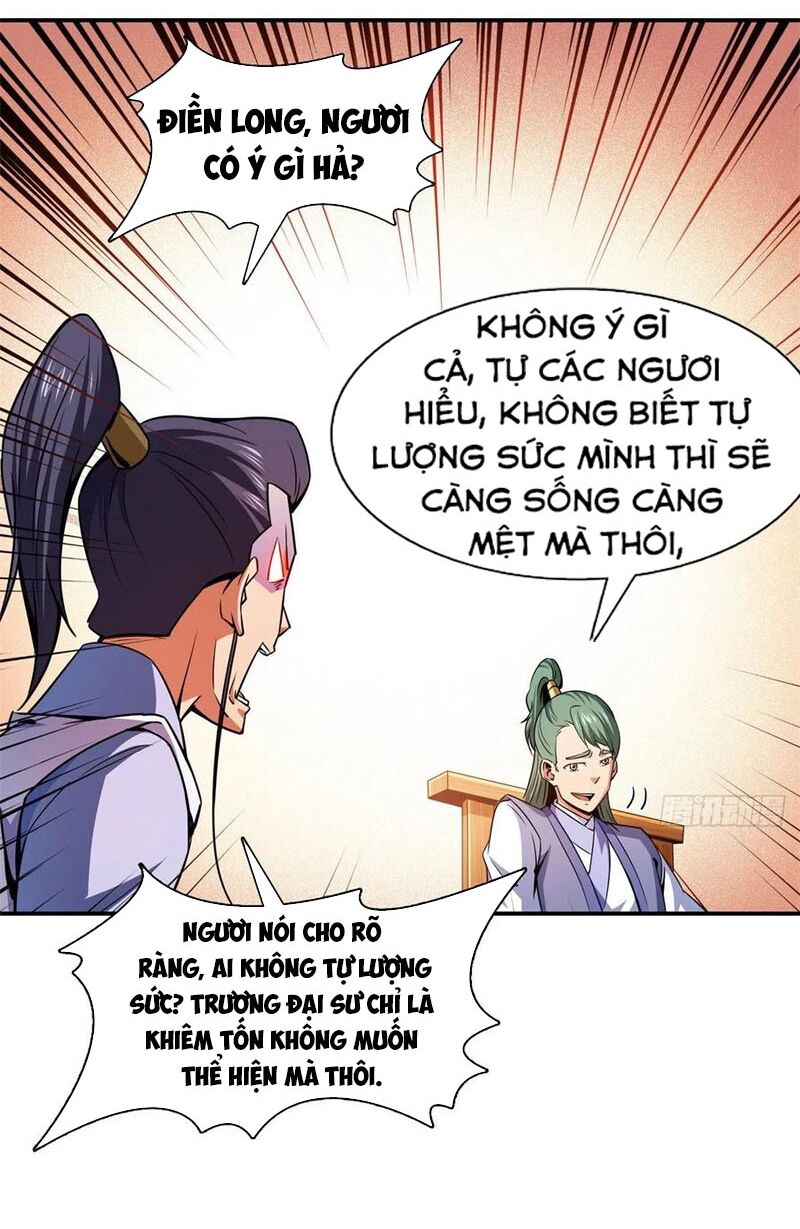 ĐIỀN LONG, NGƯƠI
CÓ Ý GÌ HẢ?
KHÔNG Ý GÌ
CẢ, TỰ CÁC NGƯƠI
HIỂU, KHÔNG BIẾT TỰ
LƯỢNG SỨC MÌNH THÌ SẼ
CÀNG SỐNG CÀNG
MỆT MÀ THÔI,
NGƯƠI NÓI CHO RÕ
RÀNG, AI KHÔNG TỰ LƯỢNG
SỨC? TRƯƠNG ĐẠI SƯ CHỈ LÀ
KHIÊM TỐN KHÔNG MUỐN
THỂ HIỆN MÀ THÔI.